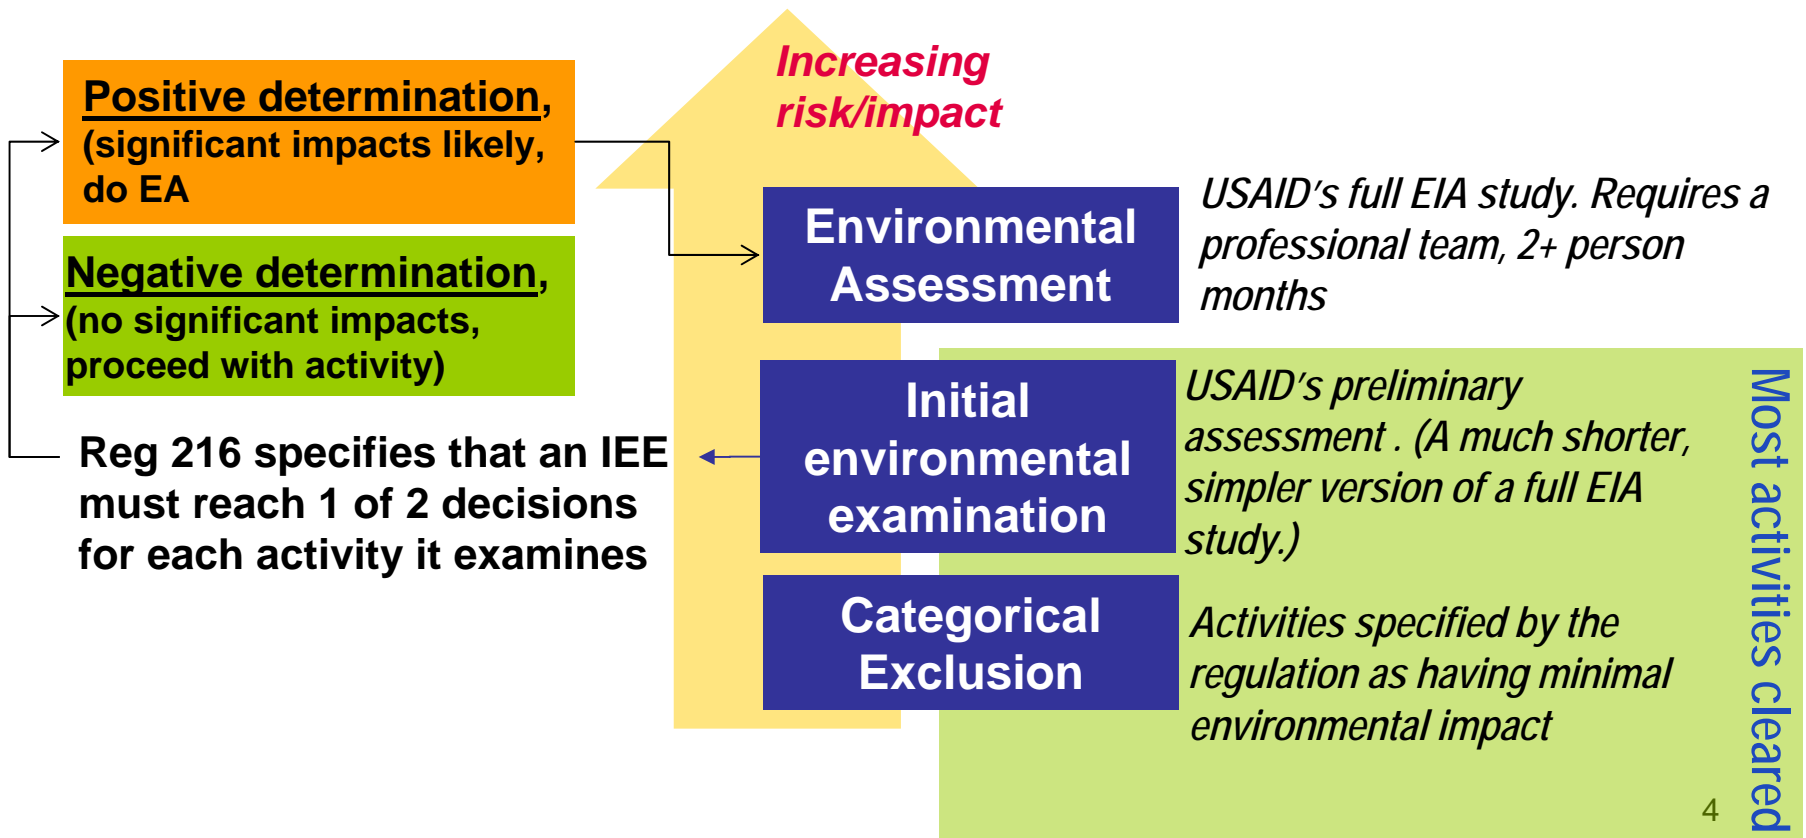 Increasing
risk/impact
Positive determination,
(significant impacts likely,
do EA
Negative determination,
(no significant impacts,
proceed with activity)
Reg 216 specifies that an IEE
must reach 1 of 2 decisions
for each activity it examines
Environmental
Assessment
USAID's full EIA study. Requires a
professional team, 2+ person
months
Initial
environmental
examination
USAID's preliminary
assessment . (A much shorter,
simpler version of a full EIA
study.)
Categorical
Exclusion
Activities specified by the
regulation as having minimal
environmental impact
Most activities cleared
4